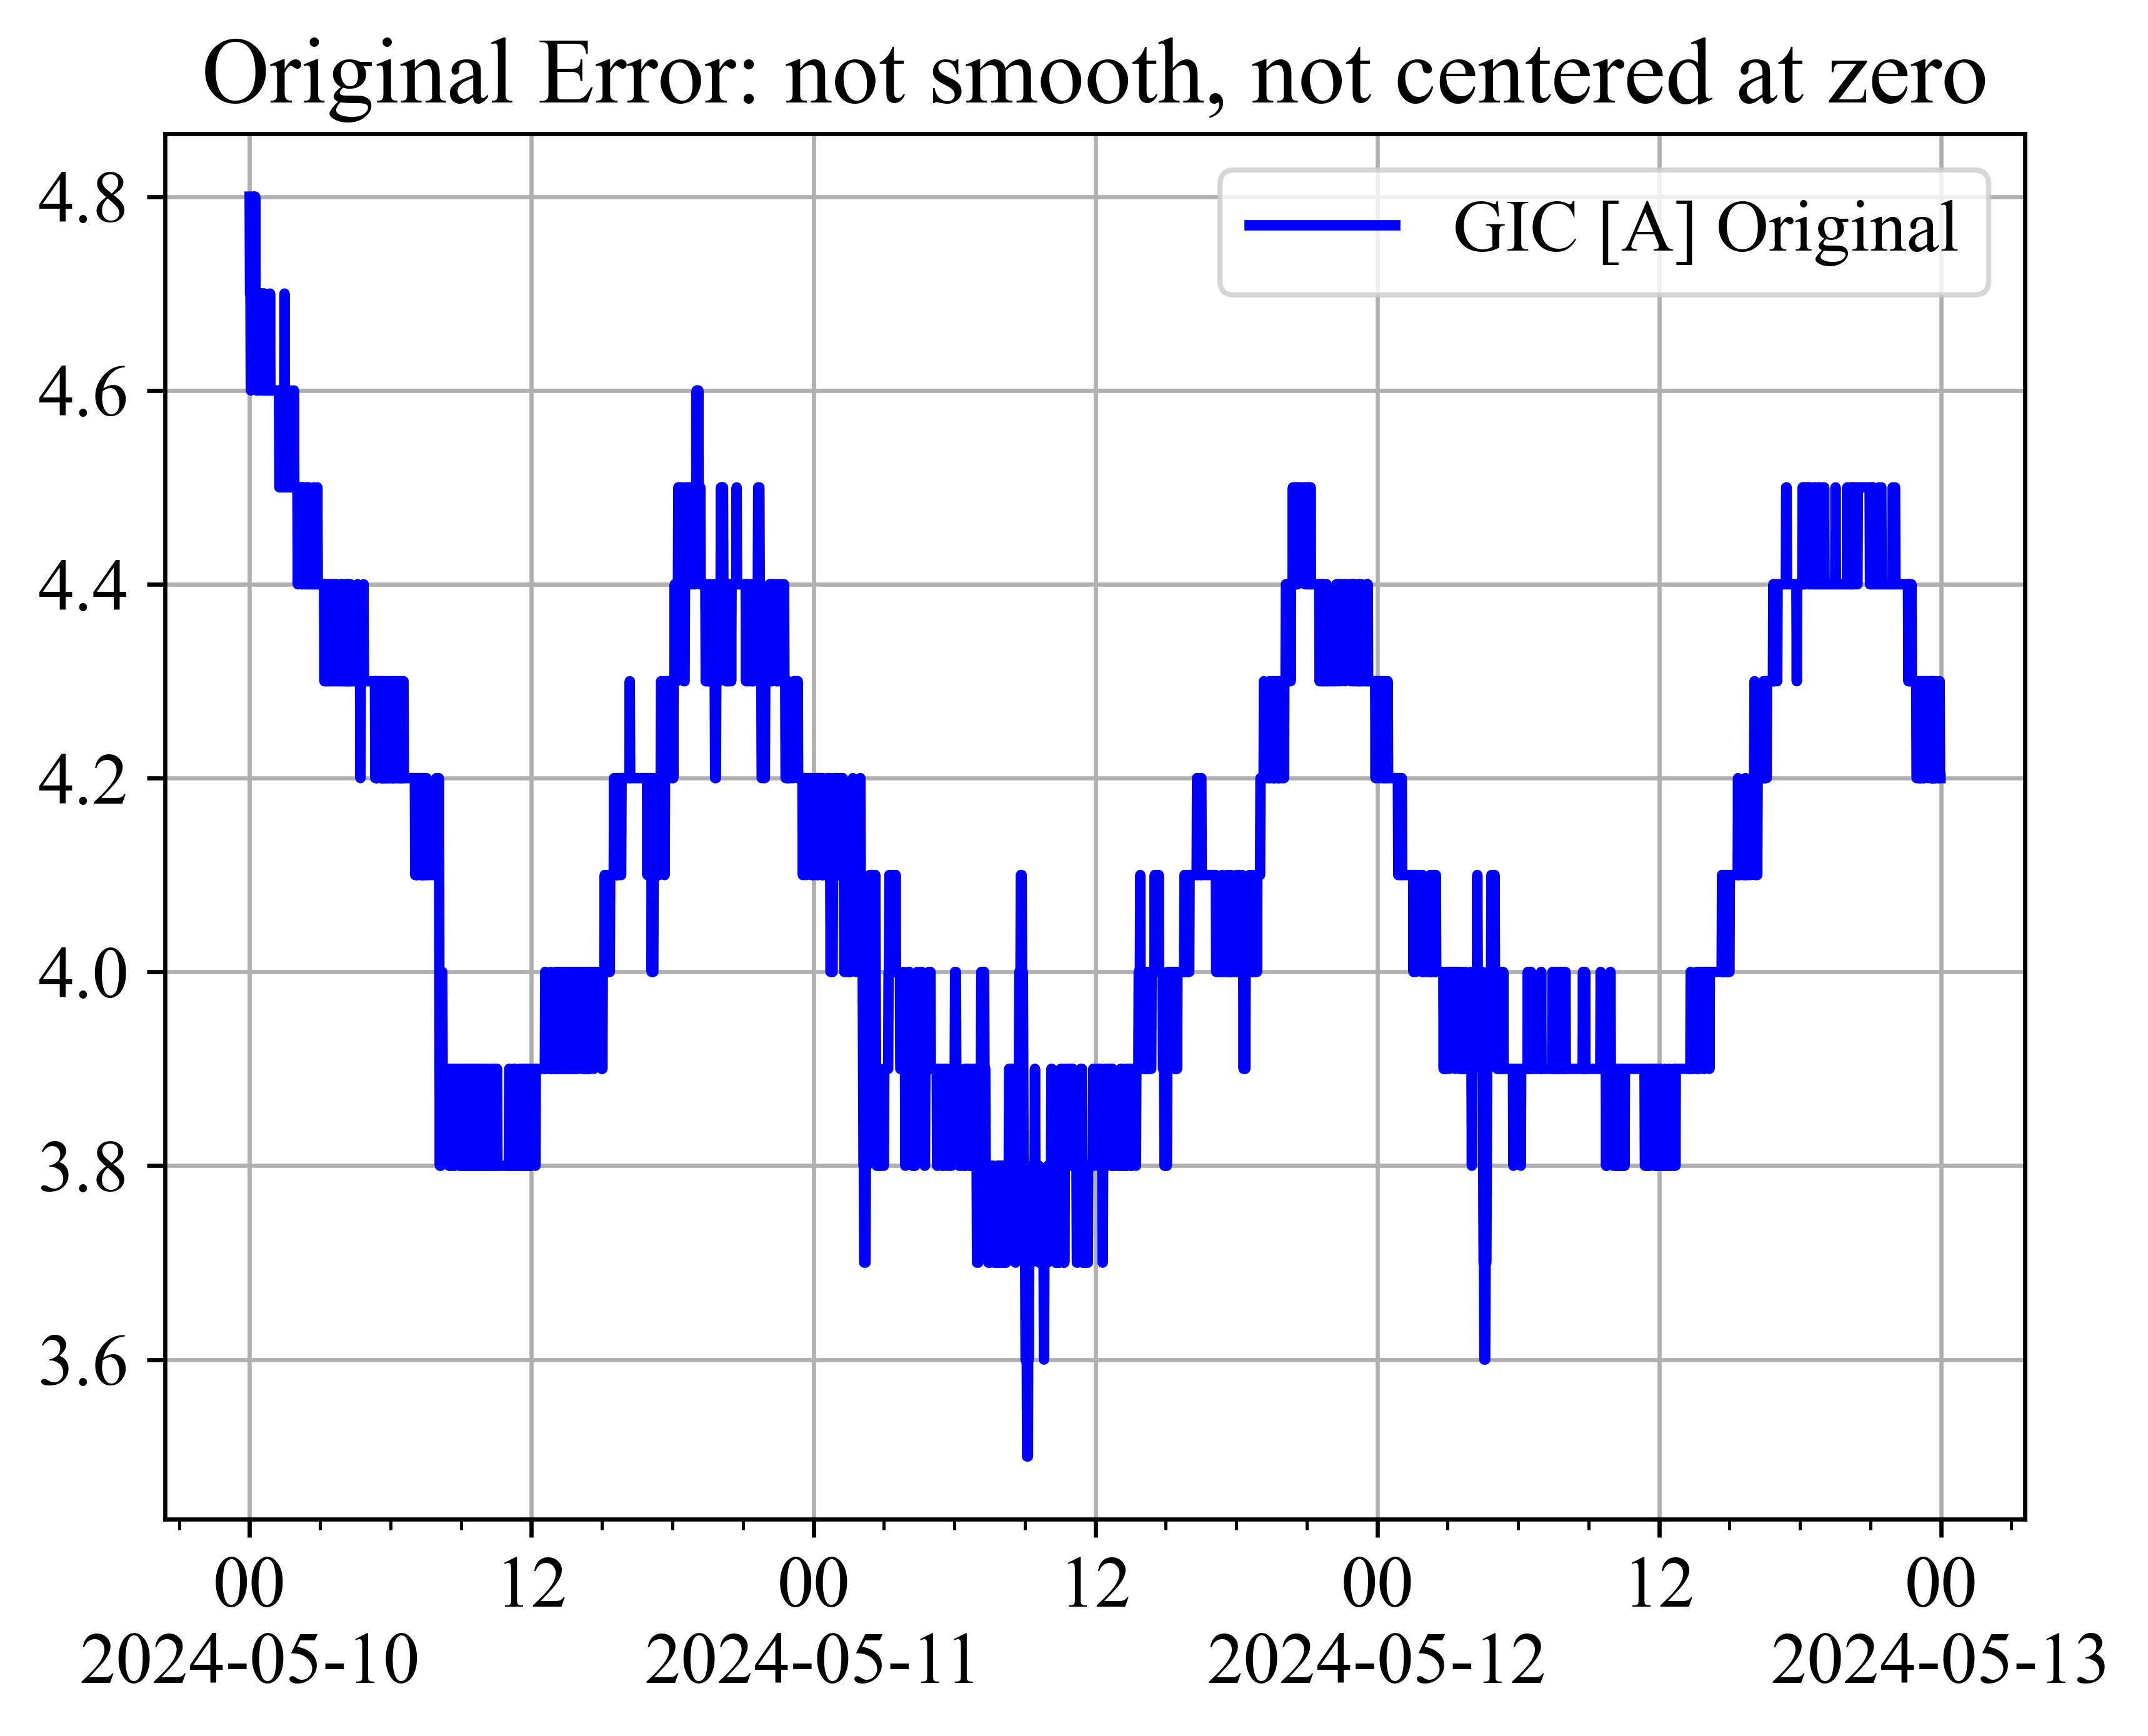 Original Error: not smooth, not centered at zero
GIC [A] Original
4.8
4.6
4.4
4.2
4.0
3.8
3.6
00 12 00 12 00 12 00
2024-05-10 2024-05-11 2024-05-12 2024-05-13